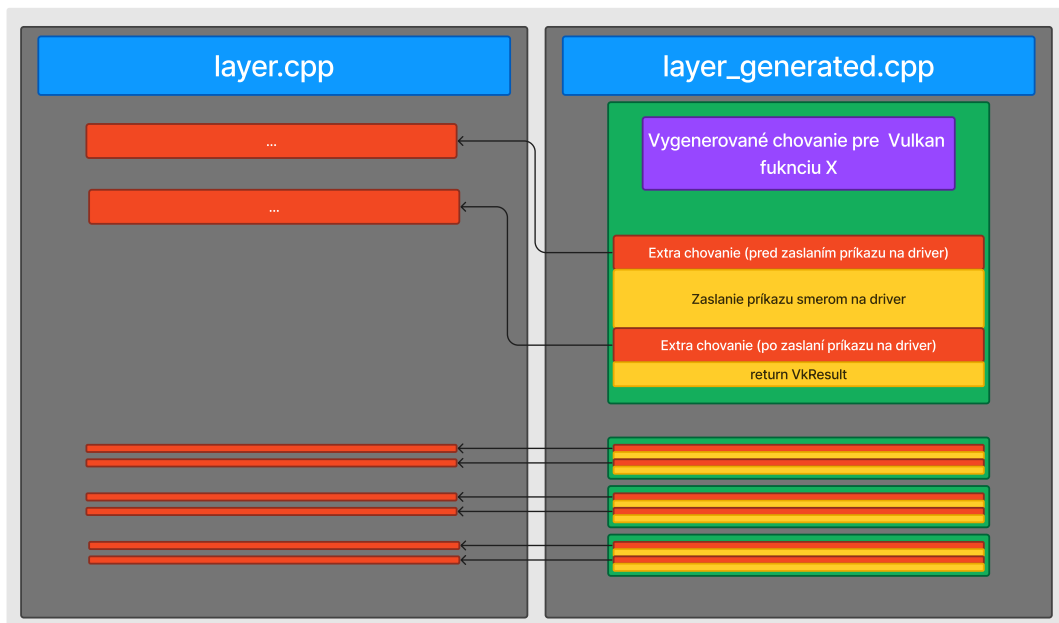 layer.cpp
...
...
layer_generated.cpp
Vygenerované chovanie pre Vulkan
fuknciu X
Extra chovanie (pred zaslaním príkazu na driver)
Zaslanie príkazu smerom na driver
Extra chovanie (po zaslaní príkazu na driver)
return VkResult